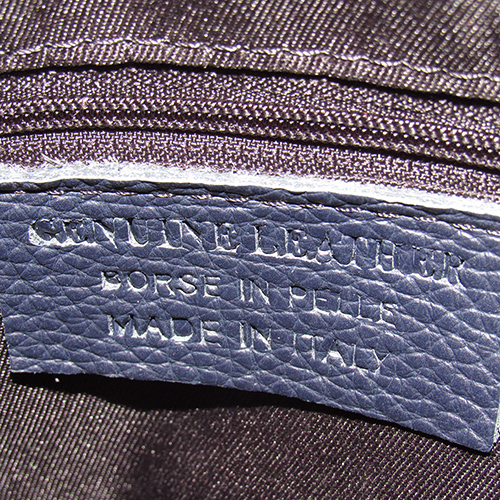 GENUINE LEATHER
BORSE IN PELLE
MADE IN ITALY